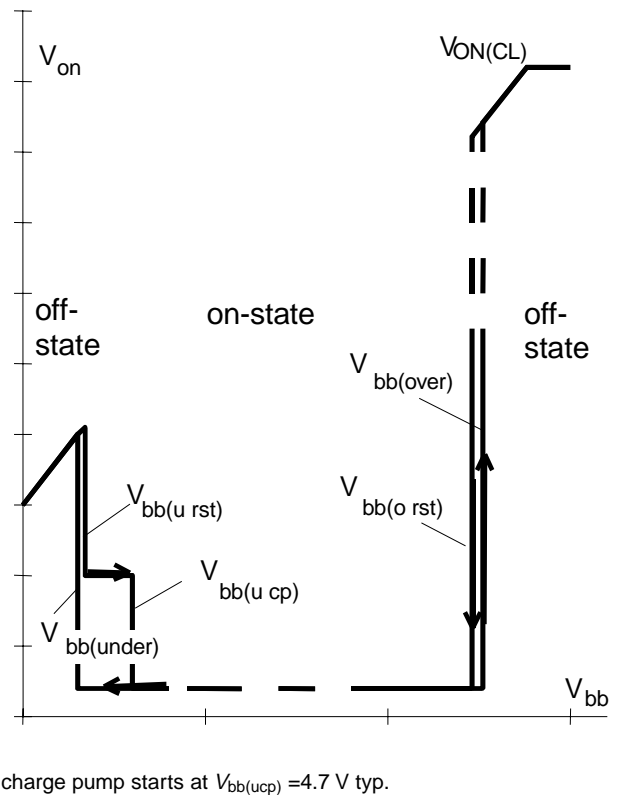 V_on
V_ON(CL)
off-
state
on-state
off-
state
V_bb(over)
V_bb(u rst)
V_bb(o rst)
V_bb(u cp)
V_bb(under)
V_bb
charge pump starts at V_bb(ucp) =4.7 V typ.